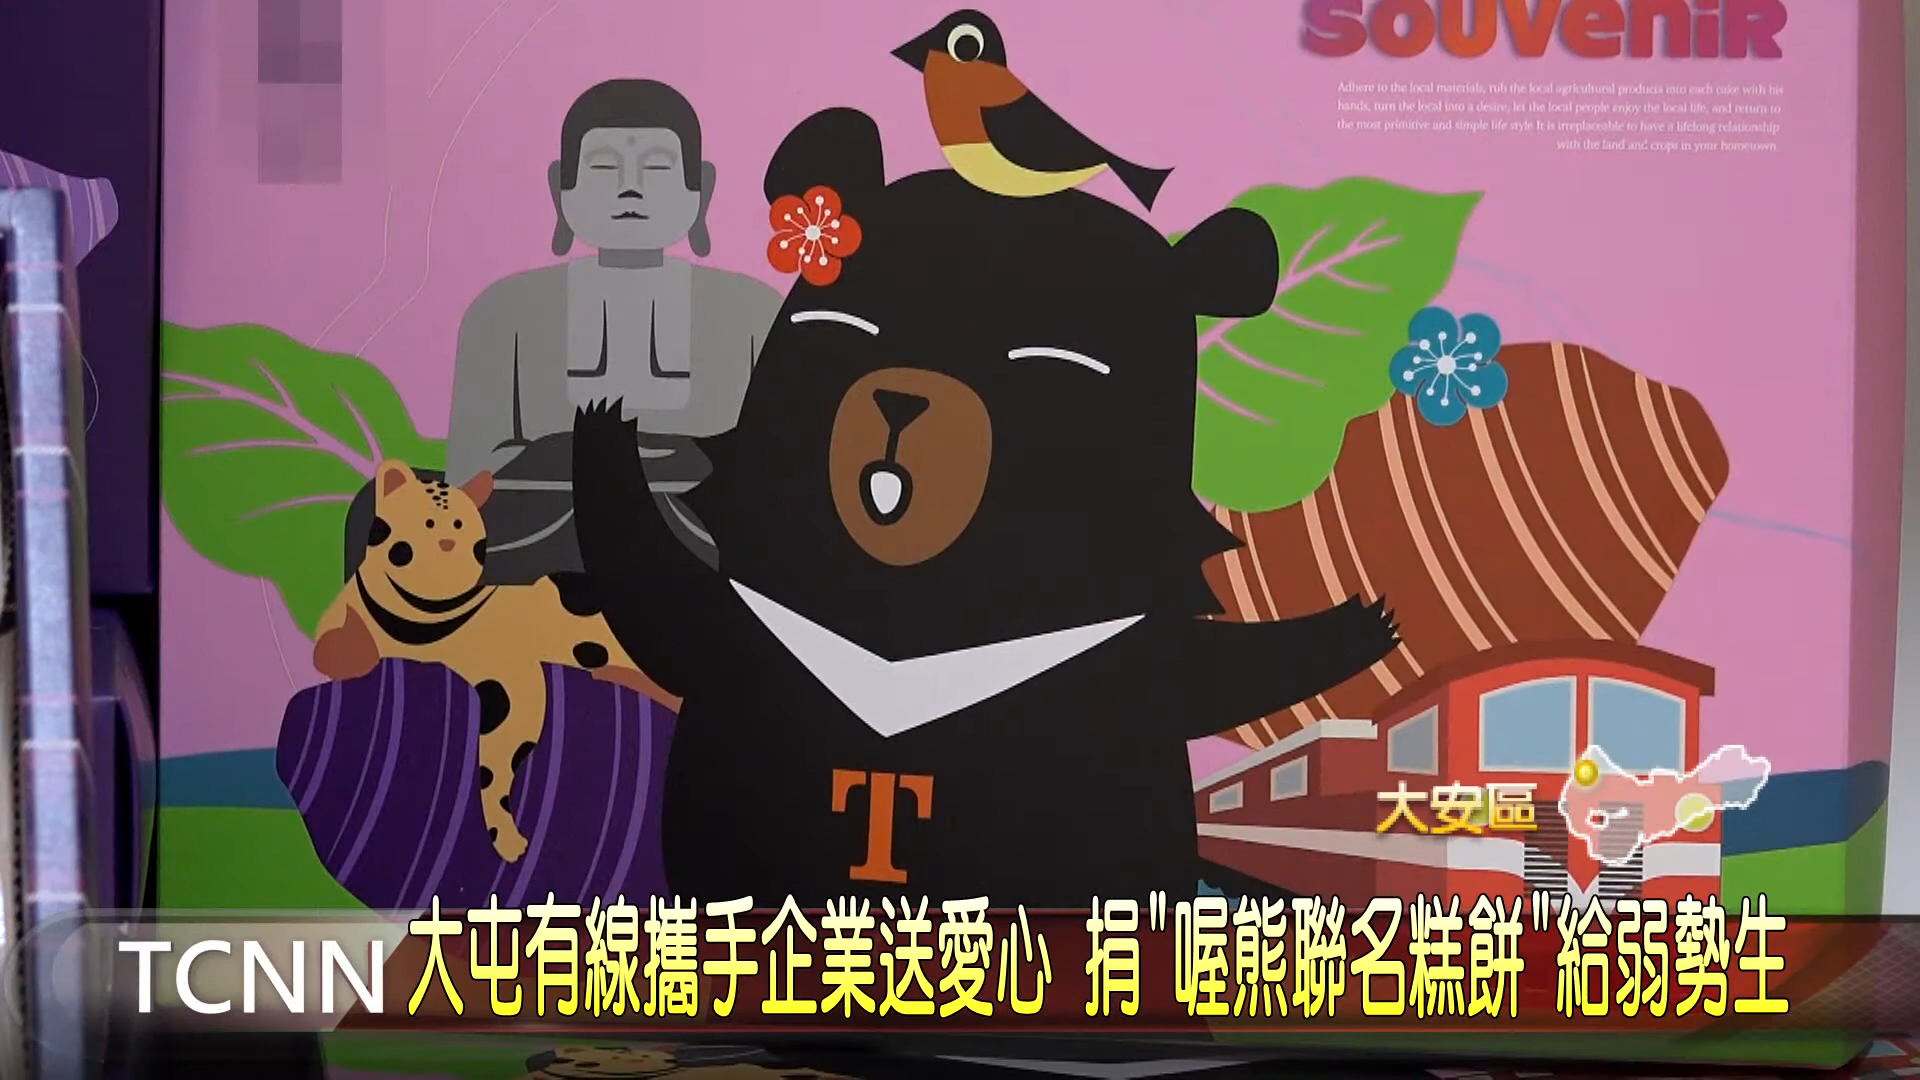 SOUVENIR
Adhere to the local materials, rub the local agricultural products into each cake with his
hands, turn the local into a desire, let the local people enjoy the local life, and return to
the most primitive and simple life style It is irreplaceable to have a lifelong relationship
with the land and crops in your hometown.
T
大安區
TCNN 大屯有線攜手企業送愛心 捐"喔熊聯名糕餅"給弱勢生